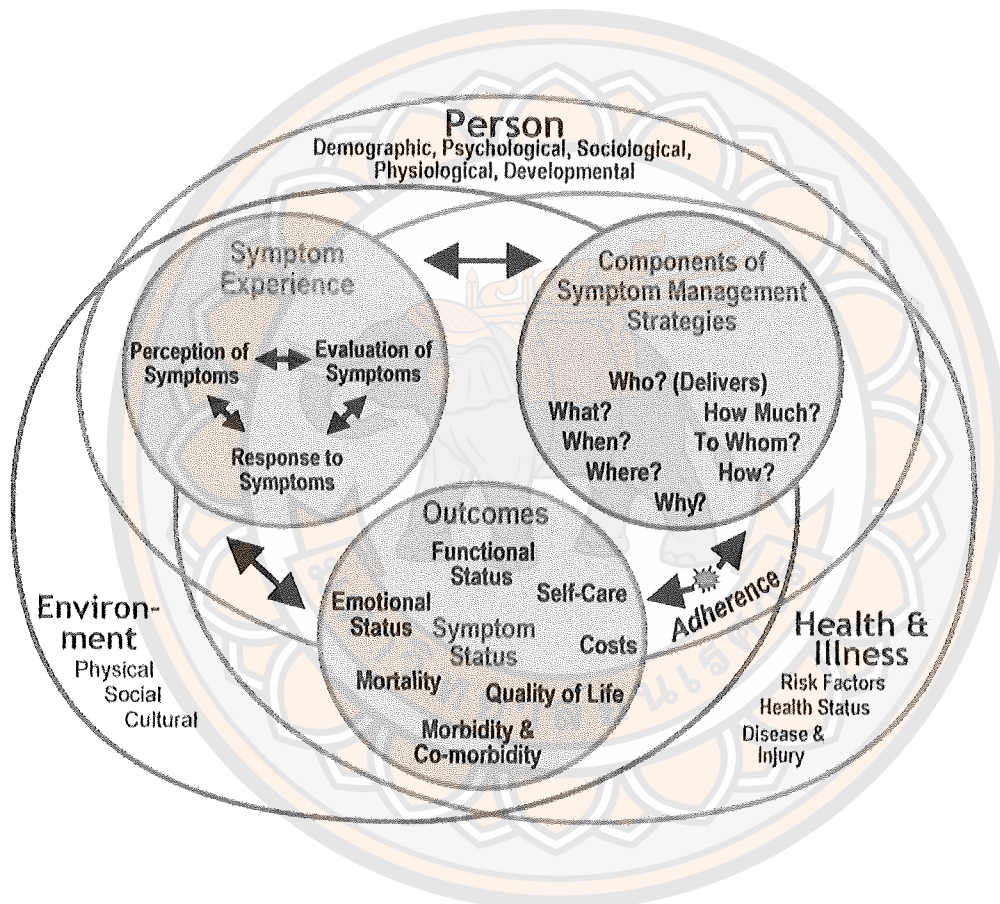 Person
Demographic, Psychological, Sociological,
Physiological, Developmental
Symptom
Experience
Perception of
Symptoms
Evaluation of
Symptoms
Response to
Symptoms
Components of
Symptom Management
Strategies
Who? (Delivers)
What?
How Much?
When?
To Whom?
Where?
How?
Why?
Outcomes
Functional
Status
Self-Care
Emotional
Status
Symptom
Status
Costs
Mortality
Quality of Life
Morbidity &
Co-morbidity
Adherence
Environ-
ment
Physical
Social
Cultural
Health &
Illness
Risk Factors
Health Status
Disease &
Injury